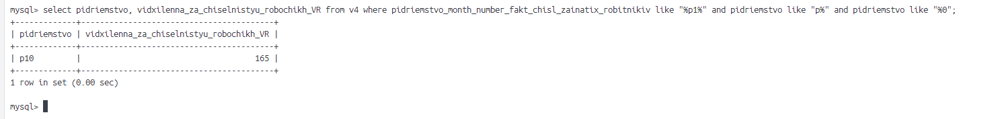 mysql> select pidriemstvo, vidxilenna_za_chiselnistyu_robochikh_VR from v4 where pidriemstvo_month_number_fakt_chisl_zainatix_robitnikiv like "%p1%" and pidriemstvo like "p%" and pidriemstvo like "%0";
+-------------+-----------------------------------------+
| pidriemstvo | vidxilenna_za_chiselnistyu_robochikh_VR |
+-------------+-----------------------------------------+
| p10         |                                     165 |
+-------------+-----------------------------------------+
1 row in set (0.00 sec)
mysql>